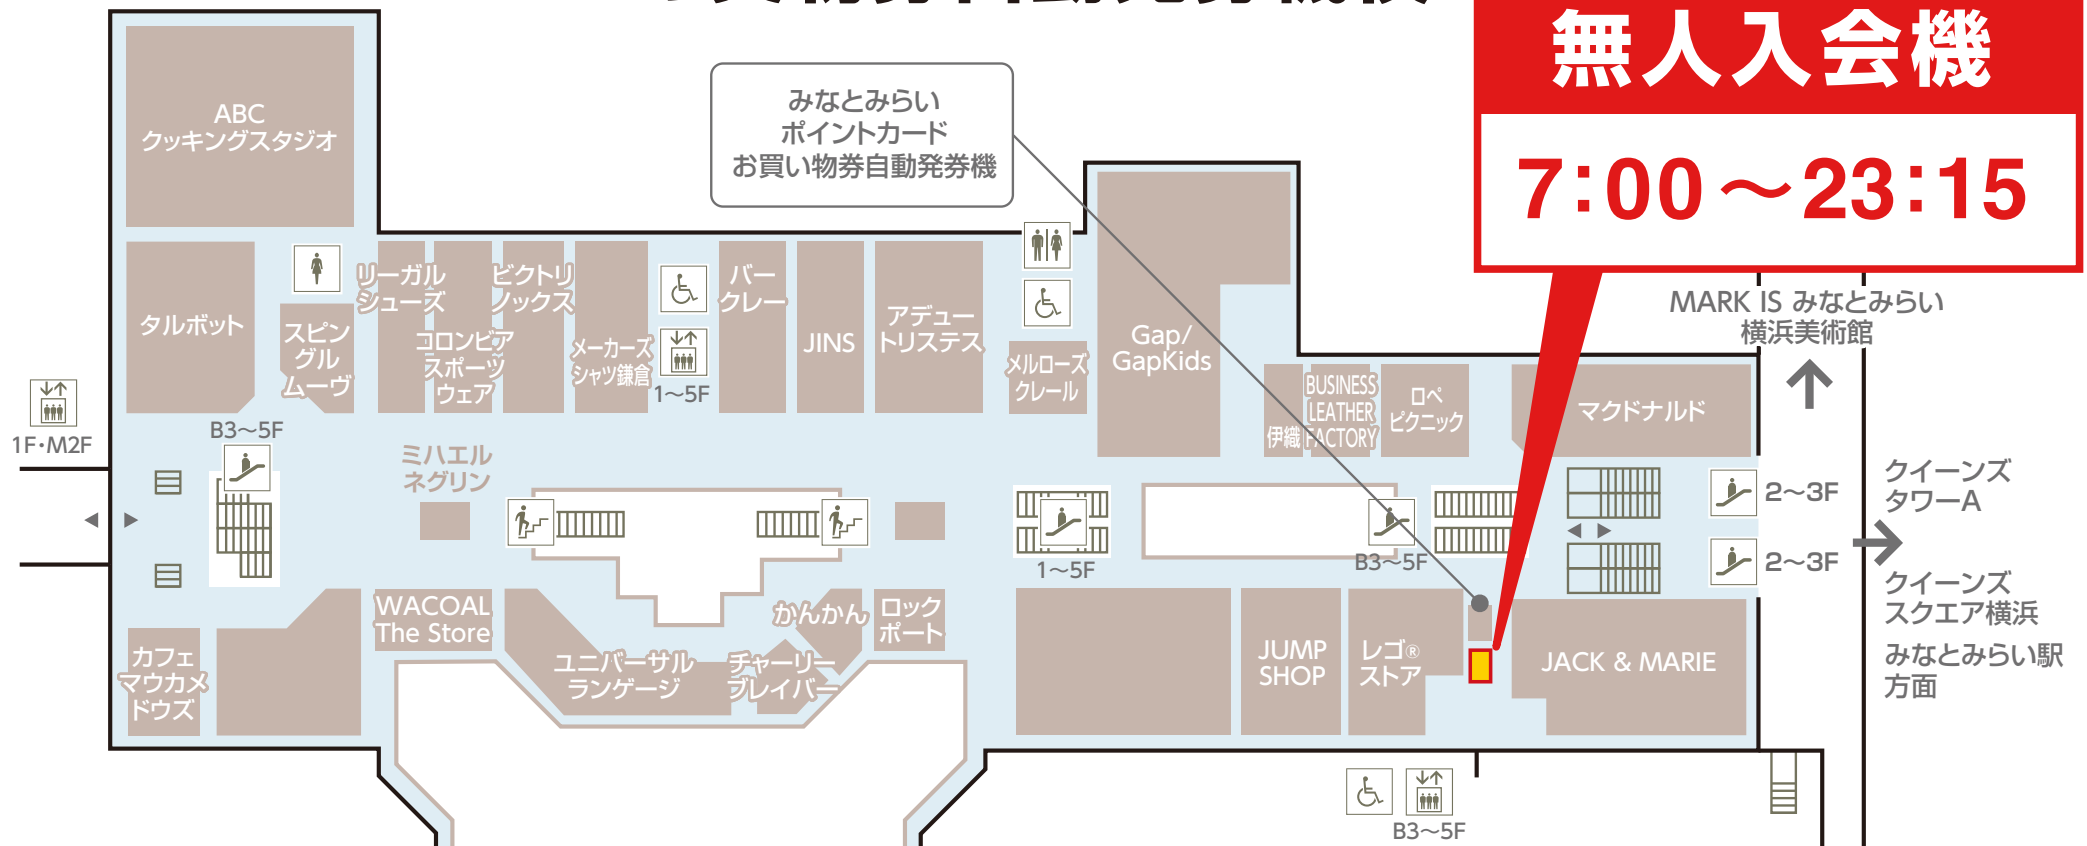 無人入会機
7:00～23:15
みなとみらい
ポイントカード
お買い物券自動発券機
ABC
クッキングスタジオ
タルボット
スピン
グル
ムーヴ
リーガル
シューズ
コロンビア
スポーツ
ウェア
ビクトリ
ノックス
メーカーズ
シャツ鎌倉
1～5F
バー
クレー
JINS
アデュー
トリステス
メルローズ
クレール
Gap/
GapKids
伊織
BUSINESS
LEATHER
FACTORY
ロペ
ピクニック
マクドナルド
MARK IS みなとみらい
横浜美術館
1F・M2F
B3～5F
ミハエル
ネグリン
1～5F
B3～5F
2～3F
2～3F
クイーンズ
タワーA
クイーンズ
スクエア横浜
みなとみらい駅
方面
カフェ
マウカメ
ドウズ
WACOAL
The Store
ユニバーサル
ランゲージ
チャーリー
ブレイバー
かんかん
ロック
ポート
JUMP
SHOP
レゴ®
ストア
JACK & MARIE
B3～5F